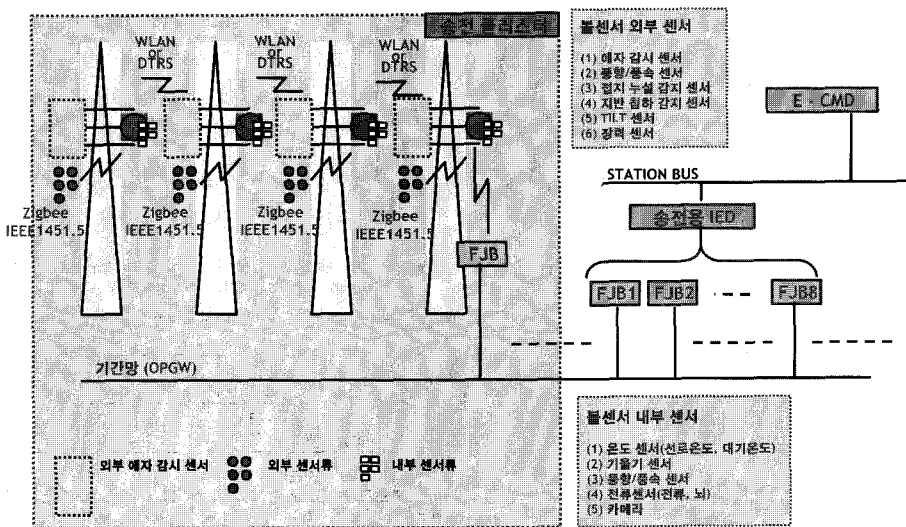 송전 클러스터
WLAN
or
DTRS
WLAN
or
DTRS
WLAN
or
DTRS
Zigbee
IEEE1451.5
Zigbee
IEEE1451.5
Zigbee
IEEE1451.5
Zigbee
IEEE1451.5
FJB
기간망 (OPGW)
외부 애자 감시 센서
외부 센서류
내부 센서류
볼센서 외부 센서
(1) 애자 감시 센서
(2) 풍향/풍속 센서
(3) 접지 누설 감지 센서
(4) 지반 침하 감지 센서
(5) TILT 센서
(6) 장력 센서
E - CMD
STATION BUS
송전용 IED
FJB1
FJB2
FJB8
볼센서 내부 센서
(1) 온도 센서(선로온도, 대기온도)
(2) 기울기 센서
(3) 풍향/풍속 센서
(4) 전류센서(전류, 뇌)
(5) 카메라